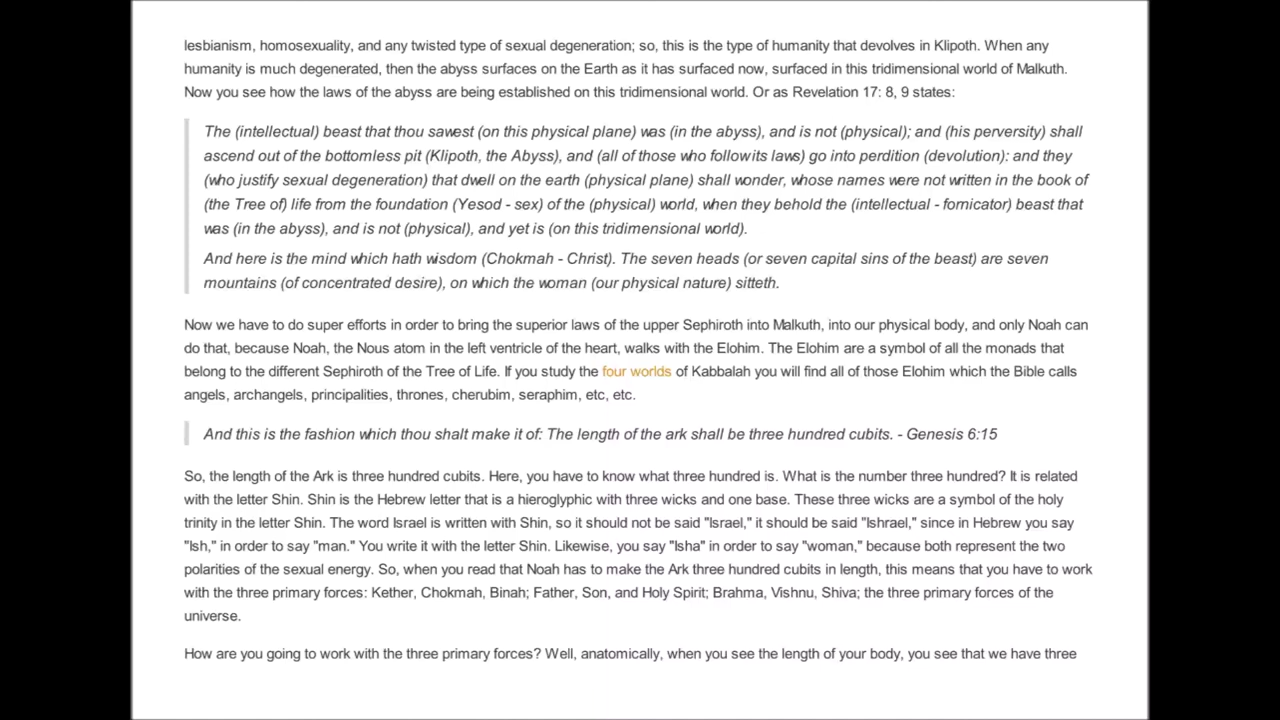 lesbianism, homosexuality, and any twisted type of sexual degeneration; so, this is the type of humanity that devolves in Klipoth. When any
humanity is much degenerated, then the abyss surfaces on the Earth as it has surfaced now, surfaced in this tridimensional world of Malkuth.
Now you see how the laws of the abyss are being established on this tridimensional world. Or as Revelation 17: 8, 9 states:
The (intellectual) beast that thou sawest (on this physical plane) was (in the abyss), and is not (physical); and (his perversity) shall
ascend out of the bottomless pit (Klipoth, the Abyss), and (all of those who follow its laws) go into perdition (devolution): and they
(who justify sexual degeneration) that dwell on the earth (physical plane) shall wonder, whose names were not written in the book of
(the Tree of) life from the foundation (Yesod - sex) of the (physical) world, when they behold the (intellectual - fornicator) beast that
was (in the abyss), and is not (physical), and yet is (on this tridimensional world).
And here is the mind which hath wisdom (Chokmah - Christ). The seven heads (or seven capital sins of the beast) are seven
mountains (of concentrated desire), on which the woman (our physical nature) sitteth.
Now we have to do super efforts in order to bring the superior laws of the upper Sephiroth into Malkuth, into our physical body, and only Noah can
do that, because Noah, the Nous atom in the left ventricle of the heart, walks with the Elohim. The Elohim are a symbol of all the monads that
belong to the different Sephiroth of the Tree of Life. If you study the four worlds of Kabbalah you will find all of those Elohim which the Bible calls
angels, archangels, principalities, thrones, cherubim, seraphim, etc, etc.
And this is the fashion which thou shalt make it of: The length of the ark shall be three hundred cubits. - Genesis 6:15
So, the length of the Ark is three hundred cubits. Here, you have to know what three hundred is. What is the number three hundred? It is related
with the letter Shin. Shin is the Hebrew letter that is a hieroglyphic with three wicks and one base. These three wicks are a symbol of the holy
trinity in the letter Shin. The word Israel is written with Shin, so it should not be said "Israel," it should be said "Ishrael," since in Hebrew you say
"Ish," in order to say "man." You write it with the letter Shin. Likewise, you say "Isha" in order to say "woman," because both represent the two
polarities of the sexual energy. So, when you read that Noah has to make the Ark three hundred cubits in length, this means that you have to work
with the three primary forces: Kether, Chokmah, Binah; Father, Son, and Holy Spirit; Brahma, Vishnu, Shiva; the three primary forces of the
universe.
How are you going to work with the three primary forces? Well, anatomically, when you see the length of your body, you see that we have three